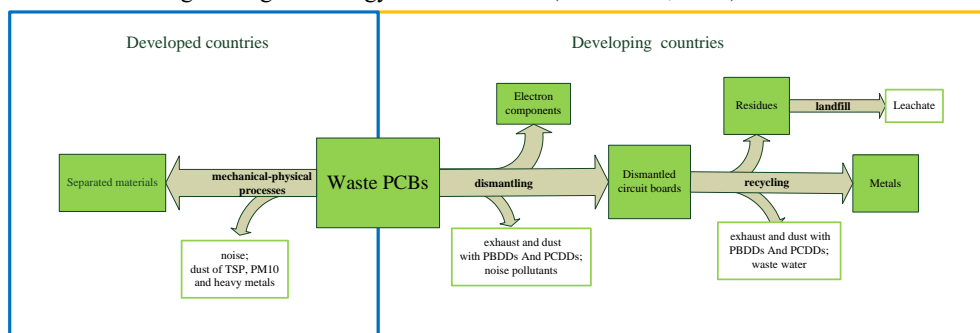 Developed countries
Developing countries
Electron
components
Residues
landfill
Leachate
Separated materials
mechanical-physical
processes
Waste PCBs
dismantling
Dismantled
circuit boards
recycling
Metals
noise;
dust of TSP, PM10
and heavy metals
exhaust and dust
with PBDDs And PCDDs;
noise pollutants
exhaust and dust with
PBDDs And PCDDs;
waste water